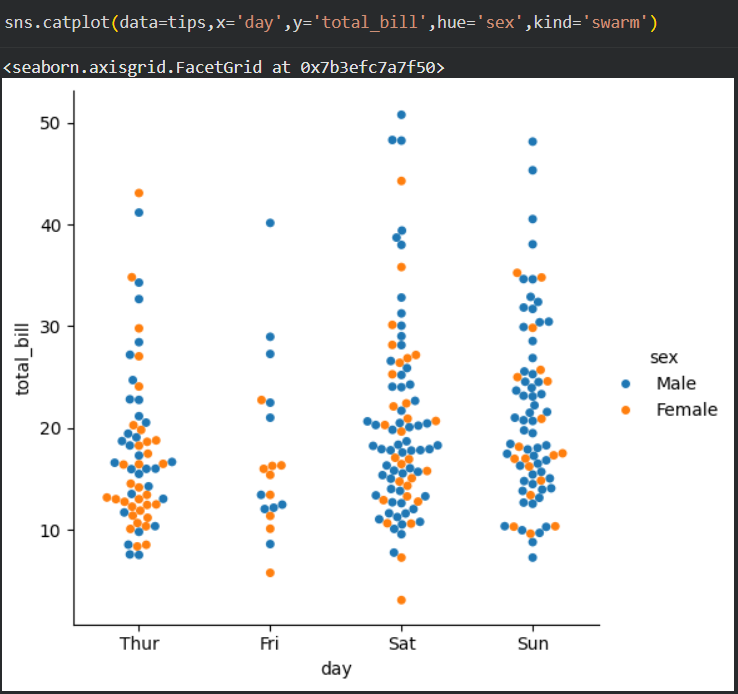 sns.catplot(data=tips,x='day',y='total_bill',hue='sex',kind='swarm')
<seaborn.axisgrid.FacetGrid at 0x7b3efc7a7f50>
50
40
30
20
10
total_bill
Thur Fri Sat Sun
day
sex
Male
Female